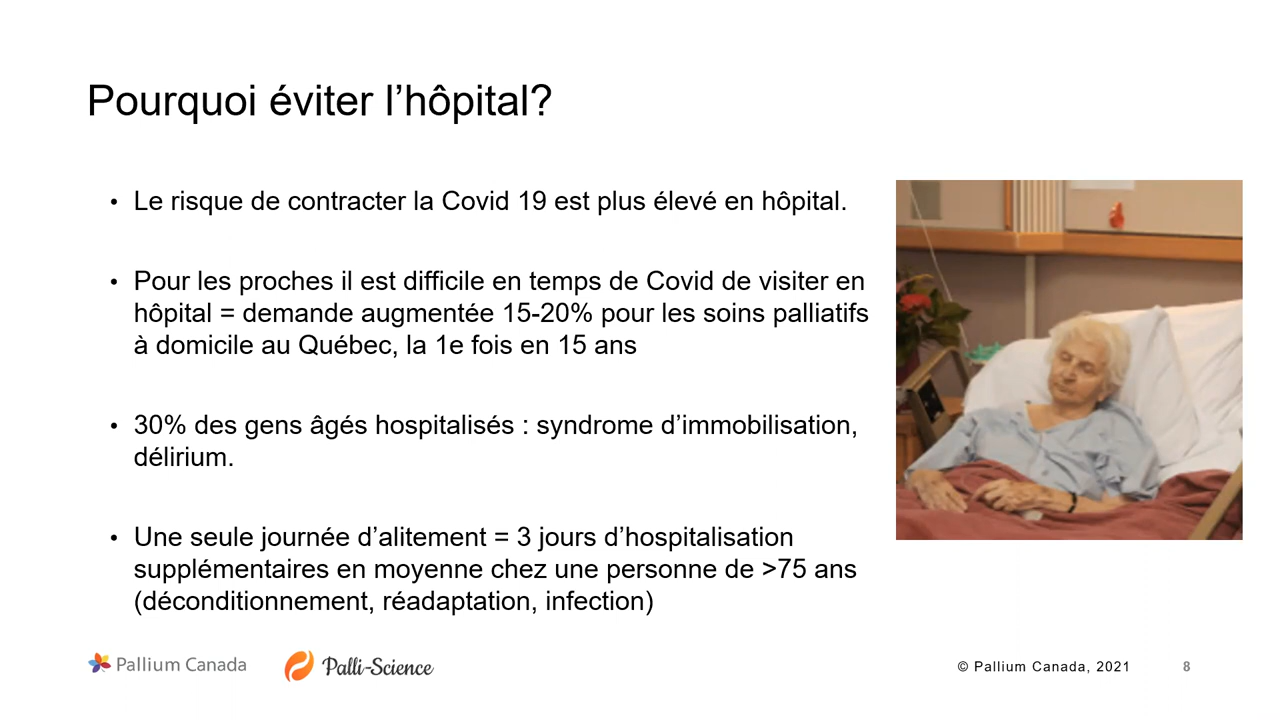 Pourquoi éviter l’hôpital?
• Le risque de contracter la Covid 19 est plus élevé en hôpital.
• Pour les proches il est difficile en temps de Covid de visiter en
hôpital = demande augmentée 15-20% pour les soins palliatifs
à domicile au Québec, la 1e fois en 15 ans
• 30% des gens âgés hospitalisés : syndrome d’immobilisation,
délirium.
• Une seule journée d’alitement = 3 jours d’hospitalisation
supplémentaires en moyenne chez une personne de >75 ans
(déconditionnement, réadaptation, infection)
Pallium Canada
Palli-Science
© Pallium Canada, 2021
8